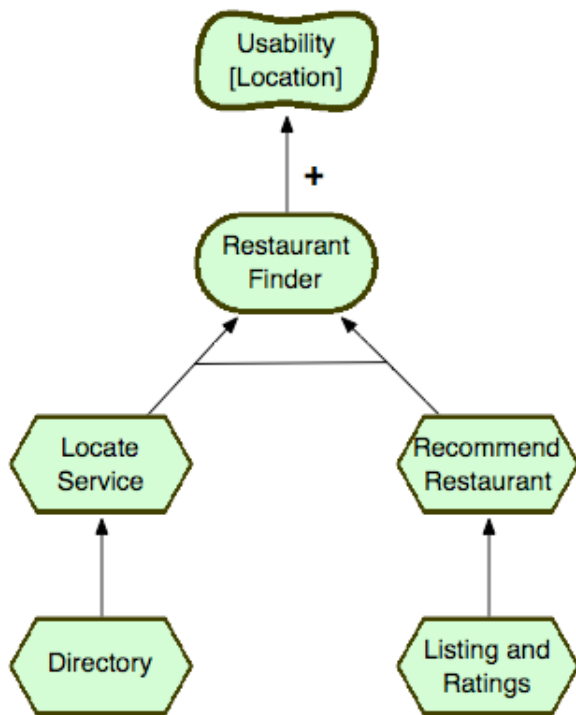 Usability
[Location]
+
Restaurant
Finder
Locate
Service
Recommend
Restaurant
Directory
Listing and
Ratings